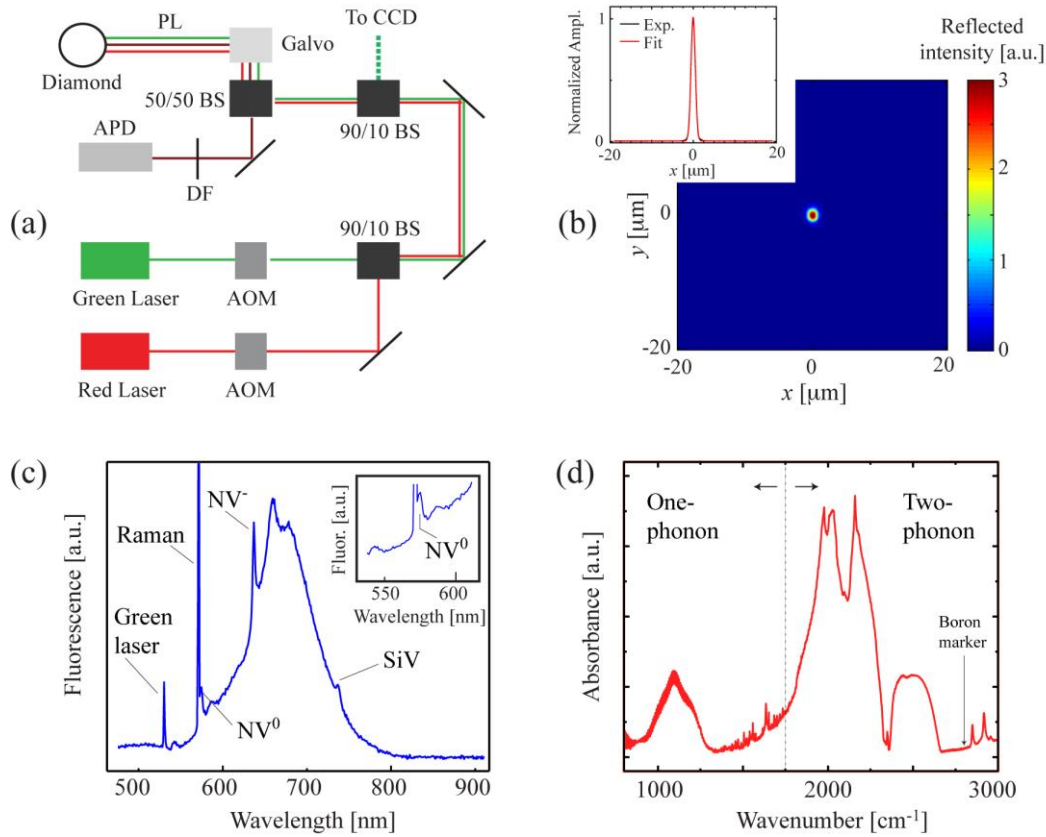 (a)
PL
Diamond
Galvo
To CCD
50/50 BS
90/10 BS
APD
DF
90/10 BS
Green Laser
AOM
Red Laser
AOM
(b)
Normalized Ampl.
1
0
Exp.
Fit
-20
0
20
x [μm]
y [μm]
0
-20
-20
0
20
x [μm]
Reflected
intensity [a.u.]
3
2
1
0
(c)
Fluorescence [a.u.]
Raman
NV-
Green
laser
NV0
SiV
Fluor. [a.u.]
NV0
550
600
Wavelength [nm]
500
600
700
800
900
Wavelength [nm]
(d)
Absorbance [a.u.]
One-
phonon
Two-
phonon
Boron
marker
1000
2000
3000
Wavenumber [cm-1]